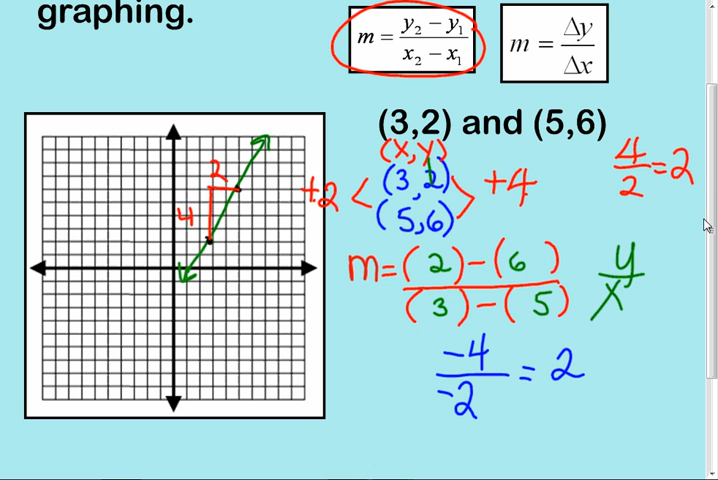 graphing.
m = y₂ − y₁ / x₂ − x₁
m = Δy / Δx
(3,2) and (5,6)
(x,y)
(3,2)
(5,6)
+2 < > +4
4/2 = 2
2
4
m = (2) − (6) / (3) − (5)
y/x
-4/-2 = 2